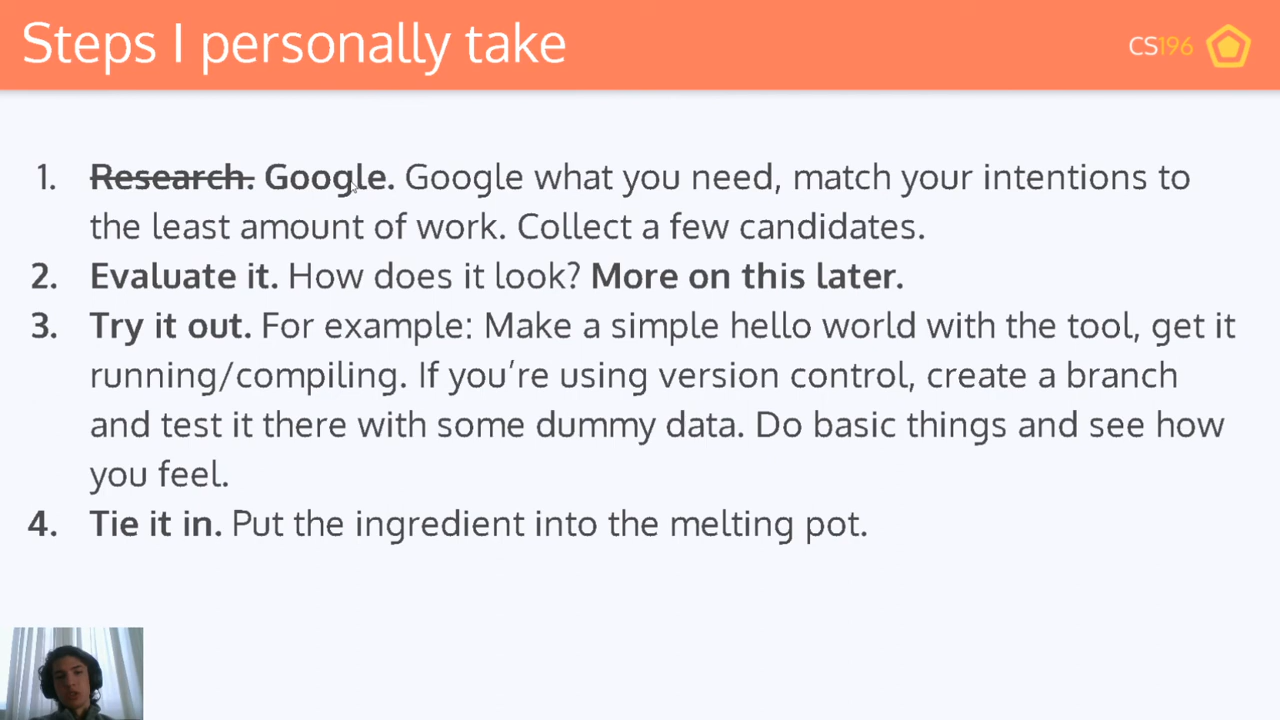 Steps I personally take
CS196
1. Research. Google. Google what you need, match your intentions to
the least amount of work. Collect a few candidates.
2. Evaluate it. How does it look? More on this later.
3. Try it out. For example: Make a simple hello world with the tool, get it
running/compiling. If you’re using version control, create a branch
and test it there with some dummy data. Do basic things and see how
you feel.
4. Tie it in. Put the ingredient into the melting pot.